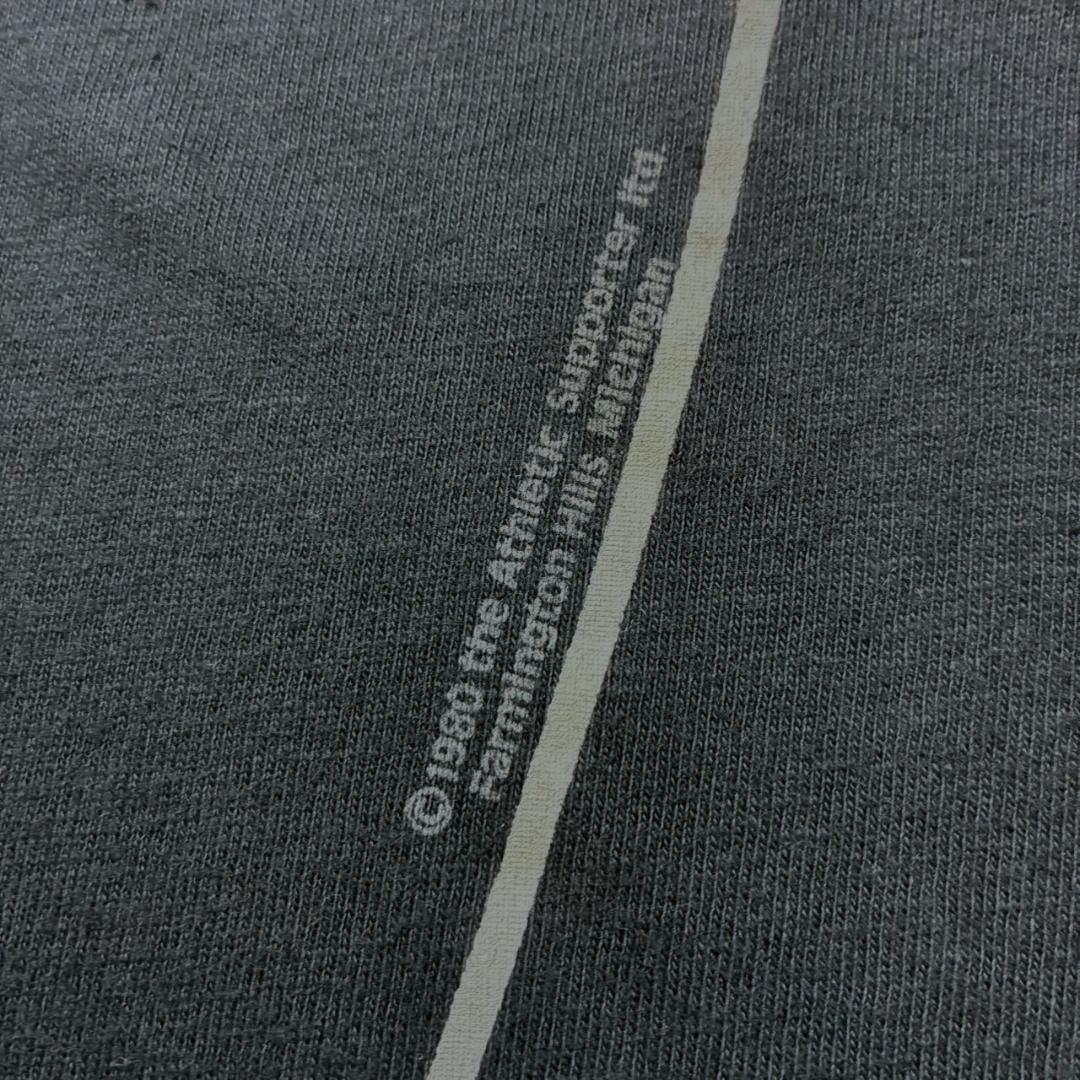 ©1980 the Athletic Supporter ltd.
Farmington Hills Michigan